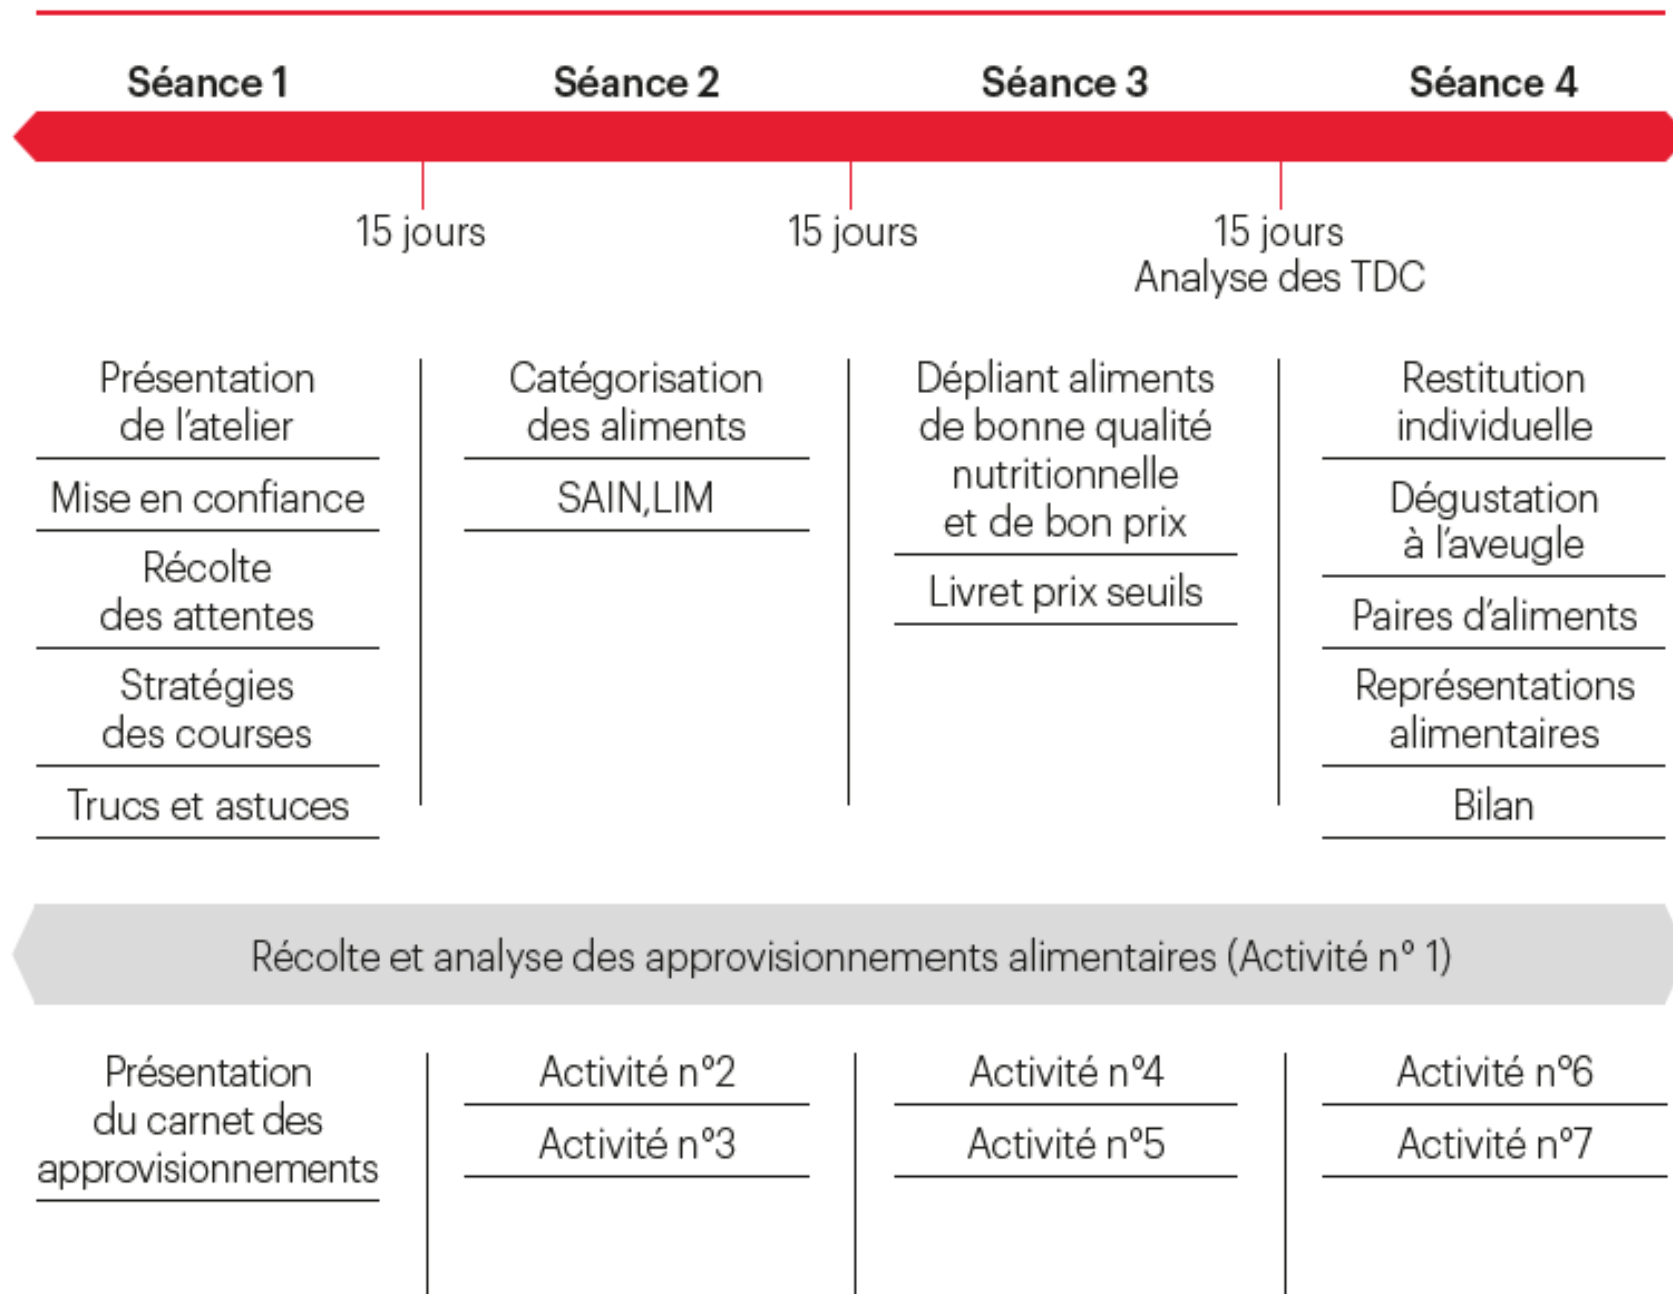 Séance 1
Séance 2
Séance 3
Séance 4
15 jours
15 jours
15 jours
Analyse des TDC
Présentation
de l'atelier
Mise en confiance
Récolte
des attentes
Stratégies
des courses
Trucs et astuces
Catégorisation
des aliments
SAIN,LIM
Dépliant aliments
de bonne qualité
nutritionnelle
et de bon prix
Livret prix seuils
Restitution
individuelle
Dégustation
à l'aveugle
Paires d'aliments
Représentations
alimentaires
Bilan
Récolte et analyse des approvisionnements alimentaires (Activité n° 1)
Présentation
du carnet des
approvisionnements
Activité n°2
Activité n°3
Activité n°4
Activité n°5
Activité n°6
Activité n°7